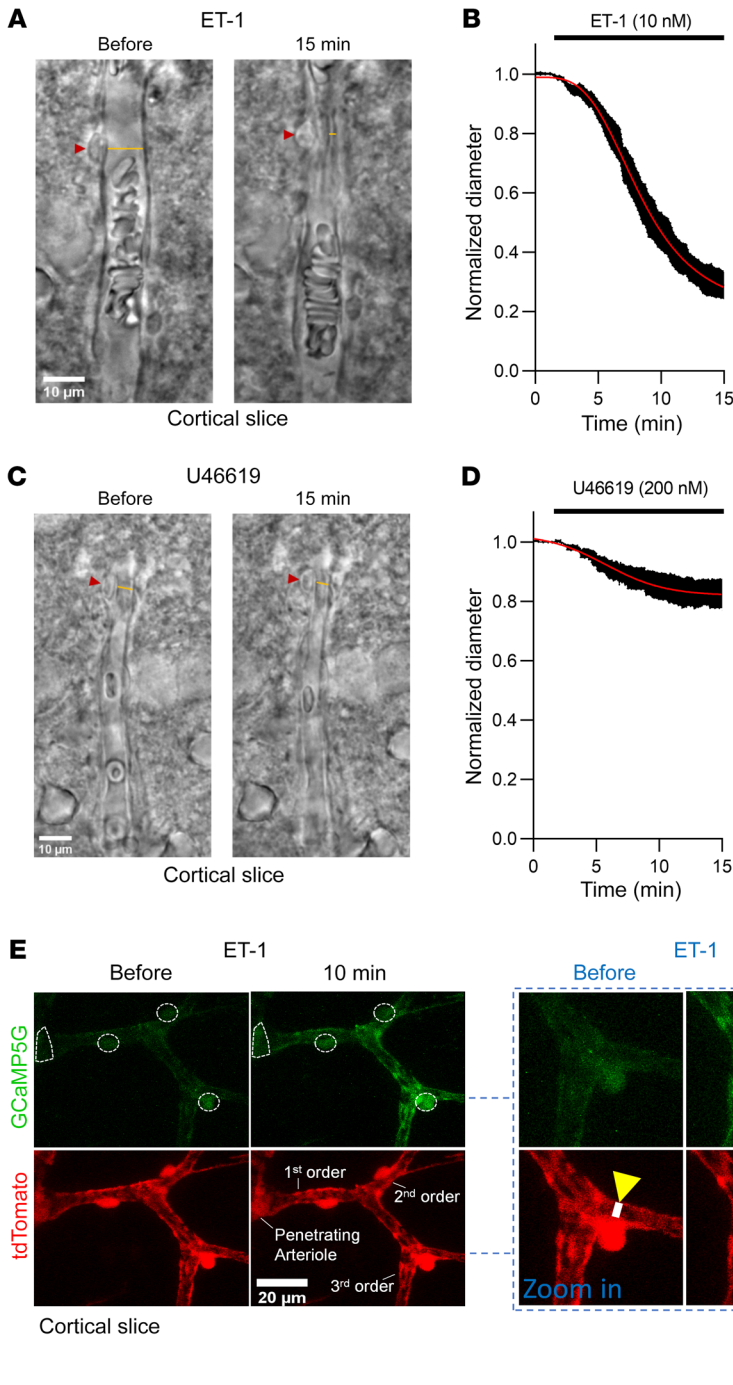 A
ET-1
Before
15 min
10 µm
Cortical slice
B
ET-1 (10 nM)
Normalized diameter
1.0
0.8
0.6
0.4
0.2
0.0
0 5 10 15
Time (min)
C
U46619
Before
15 min
10 µm
Cortical slice
D
U46619 (200 nM)
Normalized diameter
1.0
0.8
0.6
0.4
0.2
0.0
0 5 10 15
Time (min)
E
ET-1
Before
10 min
GCaMP5G
tdTomato
1st order
2nd order
Penetrating
Arteriole
3rd order
20 µm
Cortical slice
ET-1
Before
Zoom in